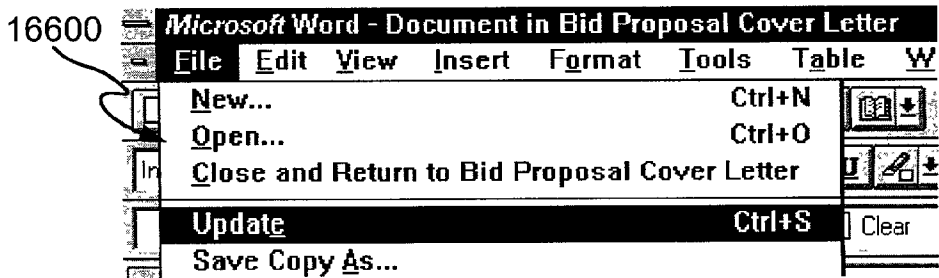 16600
Microsoft Word - Document in Bid Proposal Cover Letter
File Edit View Insert Format Tools Table W
New... Ctrl+N
Open... Ctrl+O
Close and Return to Bid Proposal Cover Letter
In U
Update Ctrl+S
Clear
Save Copy As...